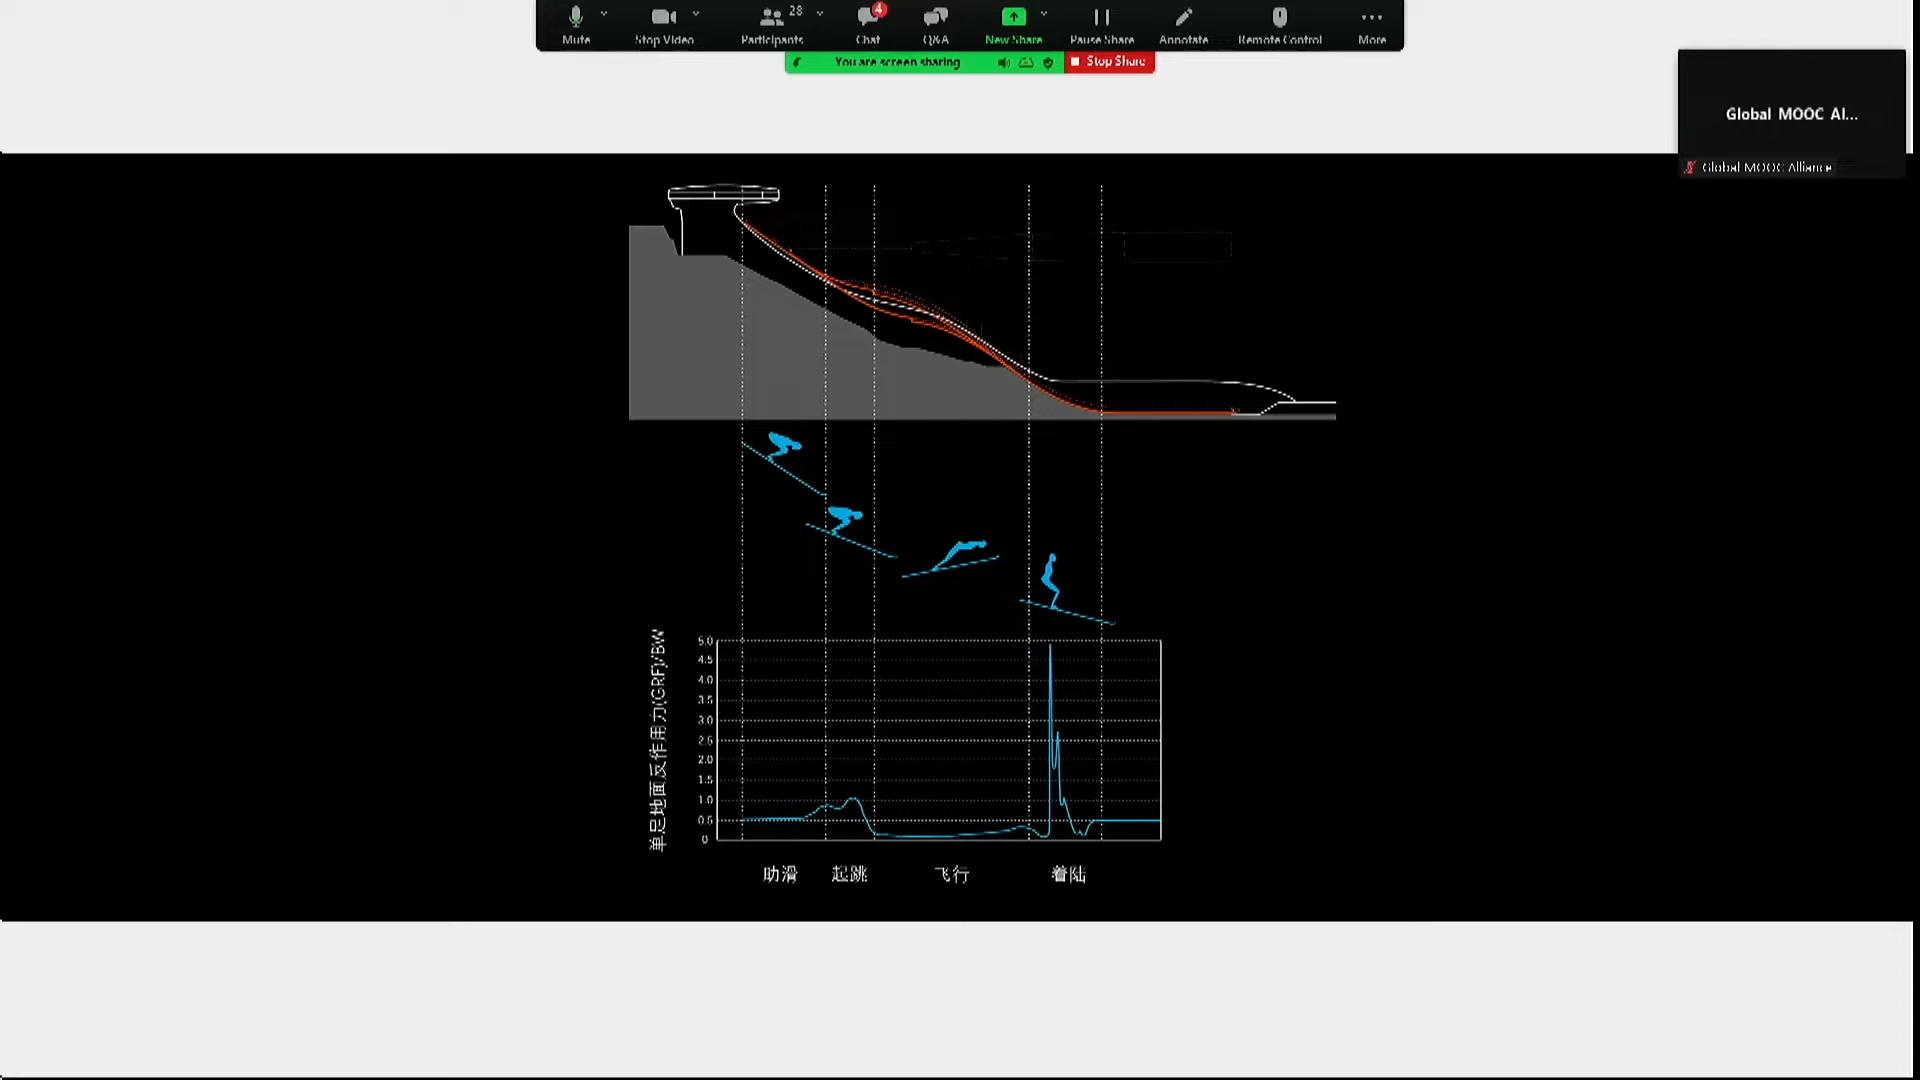 28
4
Mute
Stop Video
Participants
Chat
Q&A
New Share
Pause Share
Annotate
Remote Control
More
You are screen sharing
Stop Share
Global MOOC Al...
Global MOOC Alliance
单足地面反作用力(GRF)/BW
5.0
4.5
4.0
3.5
3.0
2.5
2.0
1.5
1.0
0.5
0
助滑 起跳 飞行 着陆